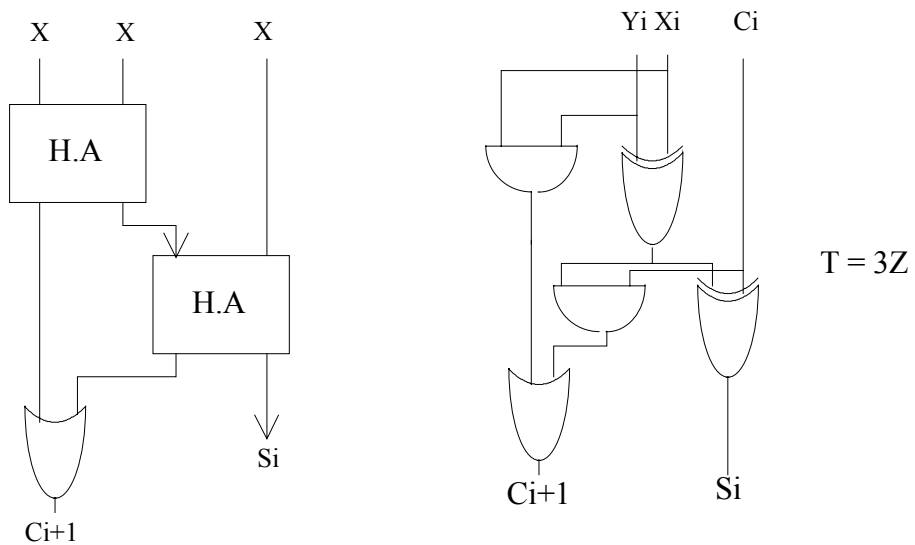 X X X
H.A
H.A
Si
Ci+1
Yi Xi Ci
T = 3Z
Ci+1
Si